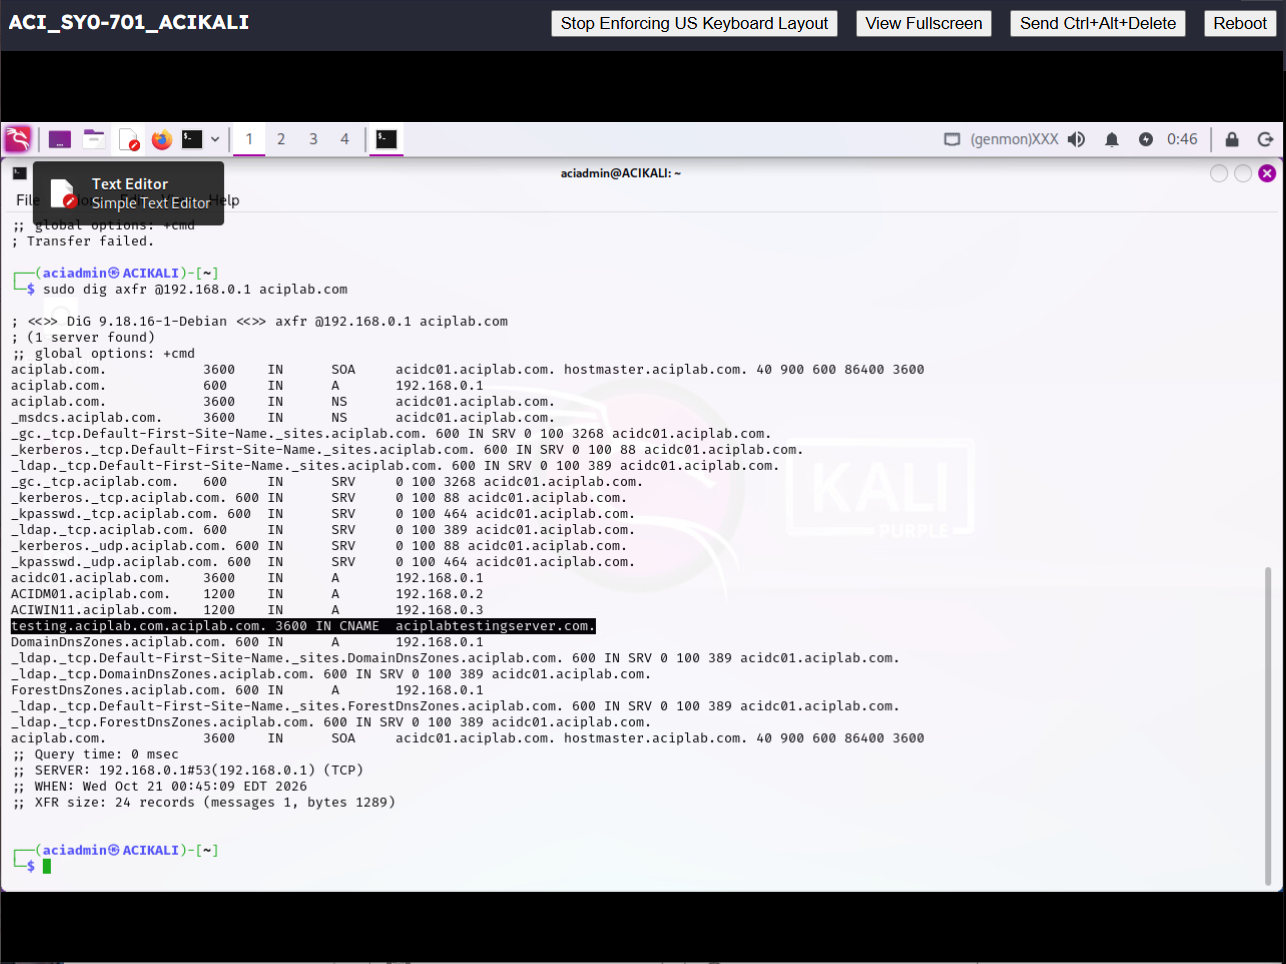 ACI_SY0-701_ACIKALI
Stop Enforcing US Keyboard Layout
View Fullscreen
Send Ctrl+Alt+Delete
Reboot
1 2 3 4
(genmon)XXX
0:46
aciadmin@ACIKALI: ~
File Help
Text Editor
Simple Text Editor
;; global options: +cmd
; Transfer failed.
┌──(aciadmin㉿ACIKALI)-[~]
└─$ sudo dig axfr @192.168.0.1 aciplab.com
; <<>> DiG 9.18.16-1-Debian <<>> axfr @192.168.0.1 aciplab.com
; (1 server found)
;; global options: +cmd
aciplab.com. 3600 IN SOA acidc01.aciplab.com. hostmaster.aciplab.com. 40 900 600 86400 3600
aciplab.com. 600 IN A 192.168.0.1
aciplab.com. 3600 IN NS acidc01.aciplab.com.
_msdcs.aciplab.com. 3600 IN NS acidc01.aciplab.com.
_gc._tcp.Default-First-Site-Name._sites.aciplab.com. 600 IN SRV 0 100 3268 acidc01.aciplab.com.
_kerberos._tcp.Default-First-Site-Name._sites.aciplab.com. 600 IN SRV 0 100 88 acidc01.aciplab.com.
_ldap._tcp.Default-First-Site-Name._sites.aciplab.com. 600 IN SRV 0 100 389 acidc01.aciplab.com.
_gc._tcp.aciplab.com. 600 IN SRV 0 100 3268 acidc01.aciplab.com.
_kerberos._tcp.aciplab.com. 600 IN SRV 0 100 88 acidc01.aciplab.com.
_kpasswd._tcp.aciplab.com. 600 IN SRV 0 100 464 acidc01.aciplab.com.
_ldap._tcp.aciplab.com. 600 IN SRV 0 100 389 acidc01.aciplab.com.
_kerberos._udp.aciplab.com. 600 IN SRV 0 100 88 acidc01.aciplab.com.
_kpasswd._udp.aciplab.com. 600 IN SRV 0 100 464 acidc01.aciplab.com.
acidc01.aciplab.com. 3600 IN A 192.168.0.1
ACIDM01.aciplab.com. 1200 IN A 192.168.0.2
ACIWIN11.aciplab.com. 1200 IN A 192.168.0.3
testing.aciplab.com.aciplab.com. 3600 IN CNAME aciplabtestingserver.com.
DomainDnsZones.aciplab.com. 600 IN A 192.168.0.1
_ldap._tcp.Default-First-Site-Name._sites.DomainDnsZones.aciplab.com. 600 IN SRV 0 100 389 acidc01.aciplab.com.
_ldap._tcp.DomainDnsZones.aciplab.com. 600 IN SRV 0 100 389 acidc01.aciplab.com.
ForestDnsZones.aciplab.com. 600 IN A 192.168.0.1
_ldap._tcp.Default-First-Site-Name._sites.ForestDnsZones.aciplab.com. 600 IN SRV 0 100 389 acidc01.aciplab.com.
_ldap._tcp.ForestDnsZones.aciplab.com. 600 IN SRV 0 100 389 acidc01.aciplab.com.
aciplab.com. 3600 IN SOA acidc01.aciplab.com. hostmaster.aciplab.com. 40 900 600 86400 3600
;; Query time: 0 msec
;; SERVER: 192.168.0.1#53(192.168.0.1) (TCP)
;; WHEN: Wed Oct 21 00:45:09 EDT 2026
;; XFR size: 24 records (messages 1, bytes 1289)
┌──(aciadmin㉿ACIKALI)-[~]
└─$
KALI
PURPLE